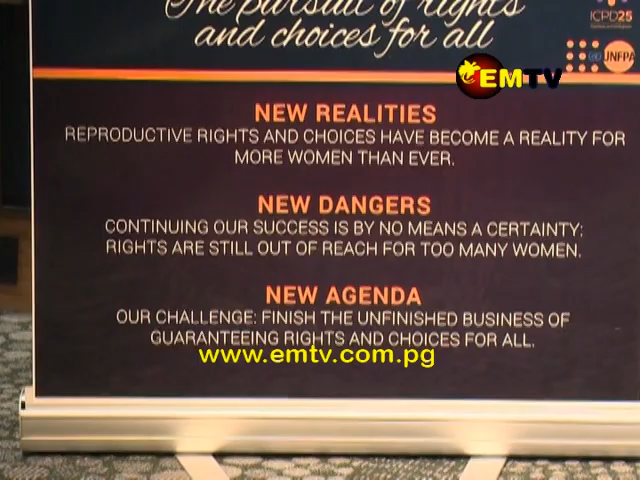 The pursuit of rights
and choices for all
ICPD25
UNFPA
EMTV
NEW REALITIES
REPRODUCTIVE RIGHTS AND CHOICES HAVE BECOME A REALITY FOR
MORE WOMEN THAN EVER.
NEW DANGERS
CONTINUING OUR SUCCESS IS BY NO MEANS A CERTAINTY:
RIGHTS ARE STILL OUT OF REACH FOR TOO MANY WOMEN.
NEW AGENDA
OUR CHALLENGE: FINISH THE UNFINISHED BUSINESS OF
GUARANTEEING RIGHTS AND CHOICES FOR ALL.
www.emtv.com.pg